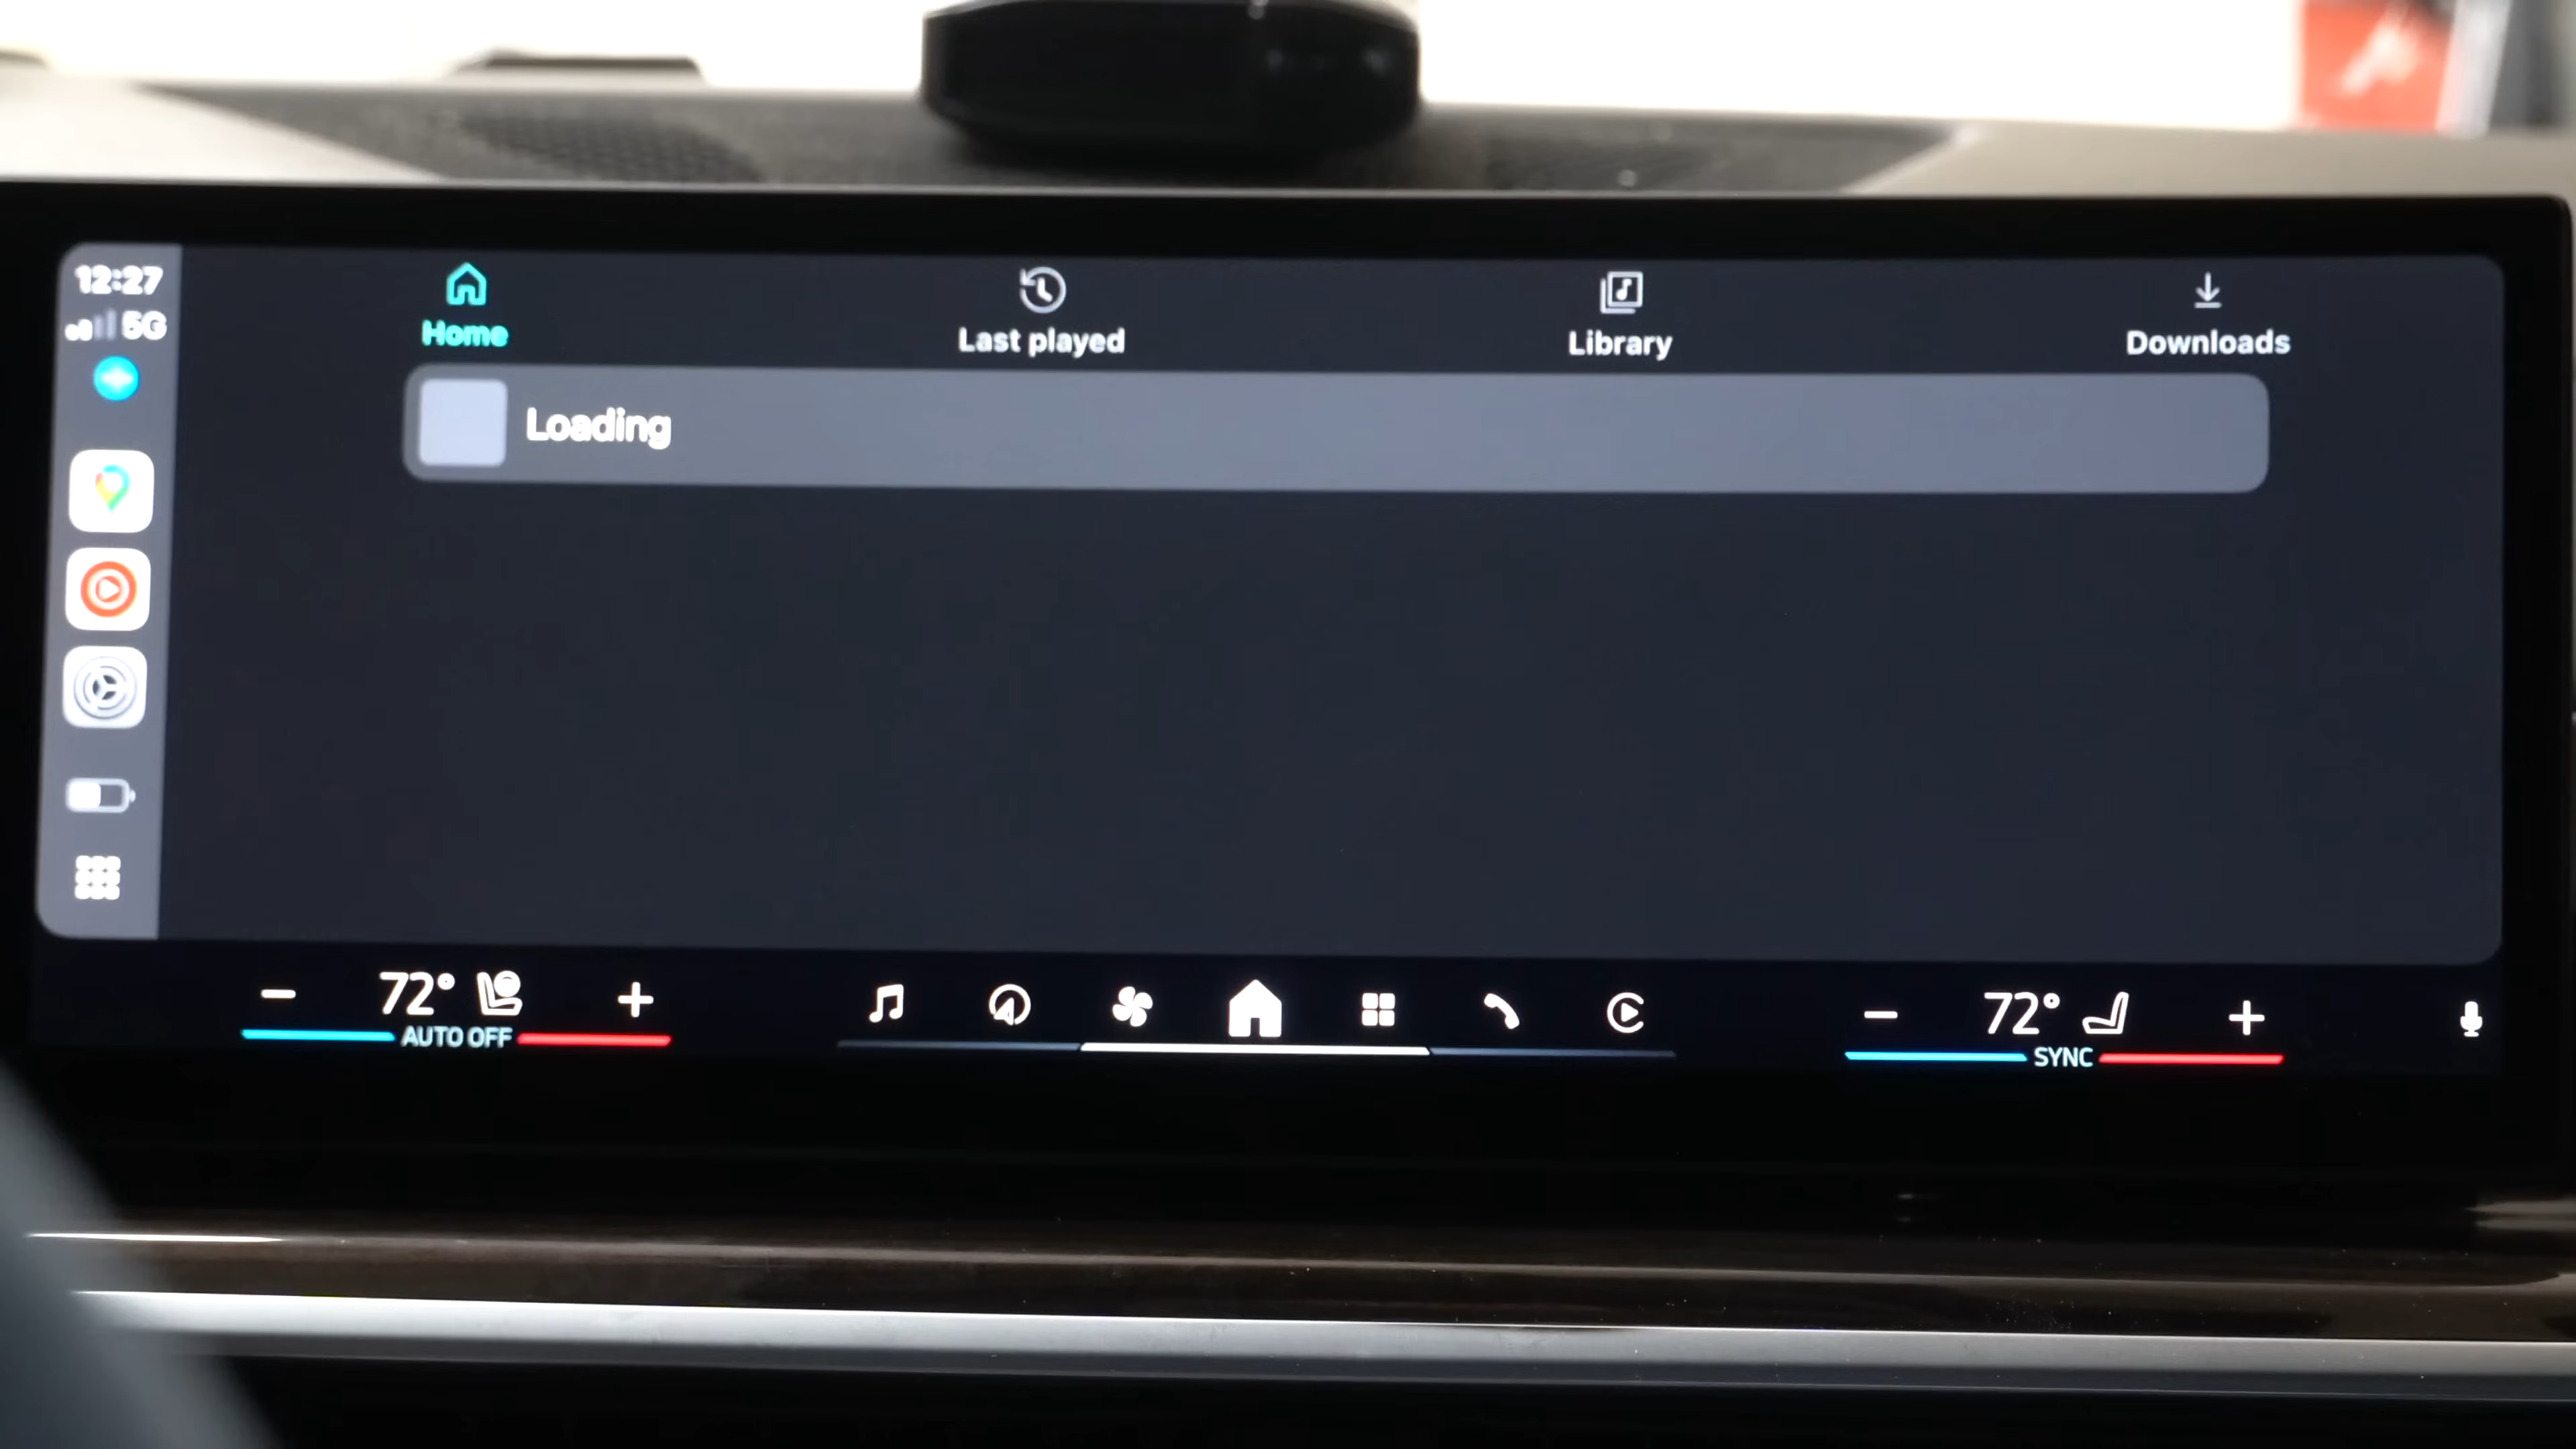 12:27
5G
Home
Last played
Library
Downloads
Loading
72°
AUTO OFF
72°
SYNC